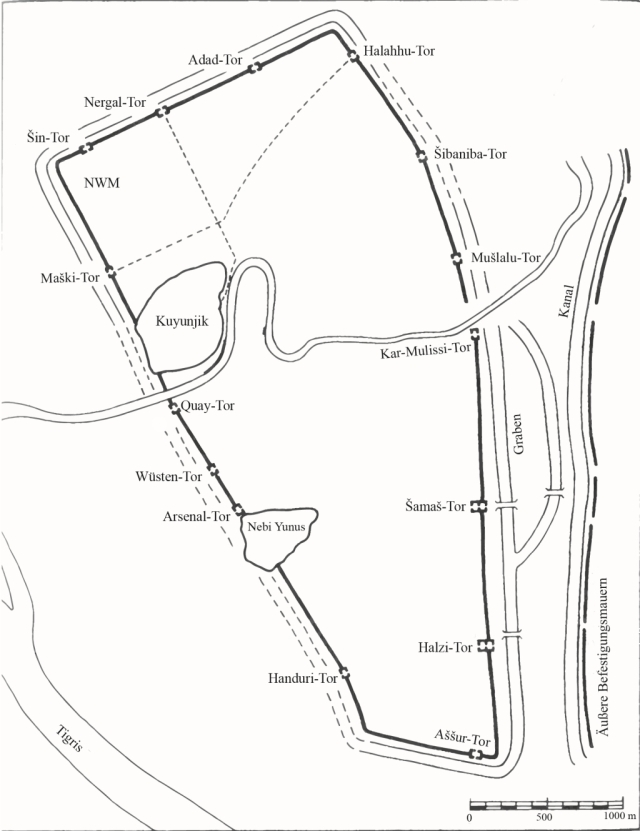 Halahhu-Tor
Adad-Tor
Nergal-Tor
Šin-Tor
Šibaniba-Tor
NWM
Mušlalu-Tor
Maški-Tor
Kanal
Kuyunjik
Kar-Mulissi-Tor
Quay-Tor
Graben
Wüsten-Tor
Šamaš-Tor
Arsenal-Tor
Nebi Yunus
Äußere Befestigungsmauern
Halzi-Tor
Handuri-Tor
Tigris
Aššur-Tor
0 500 1000 m